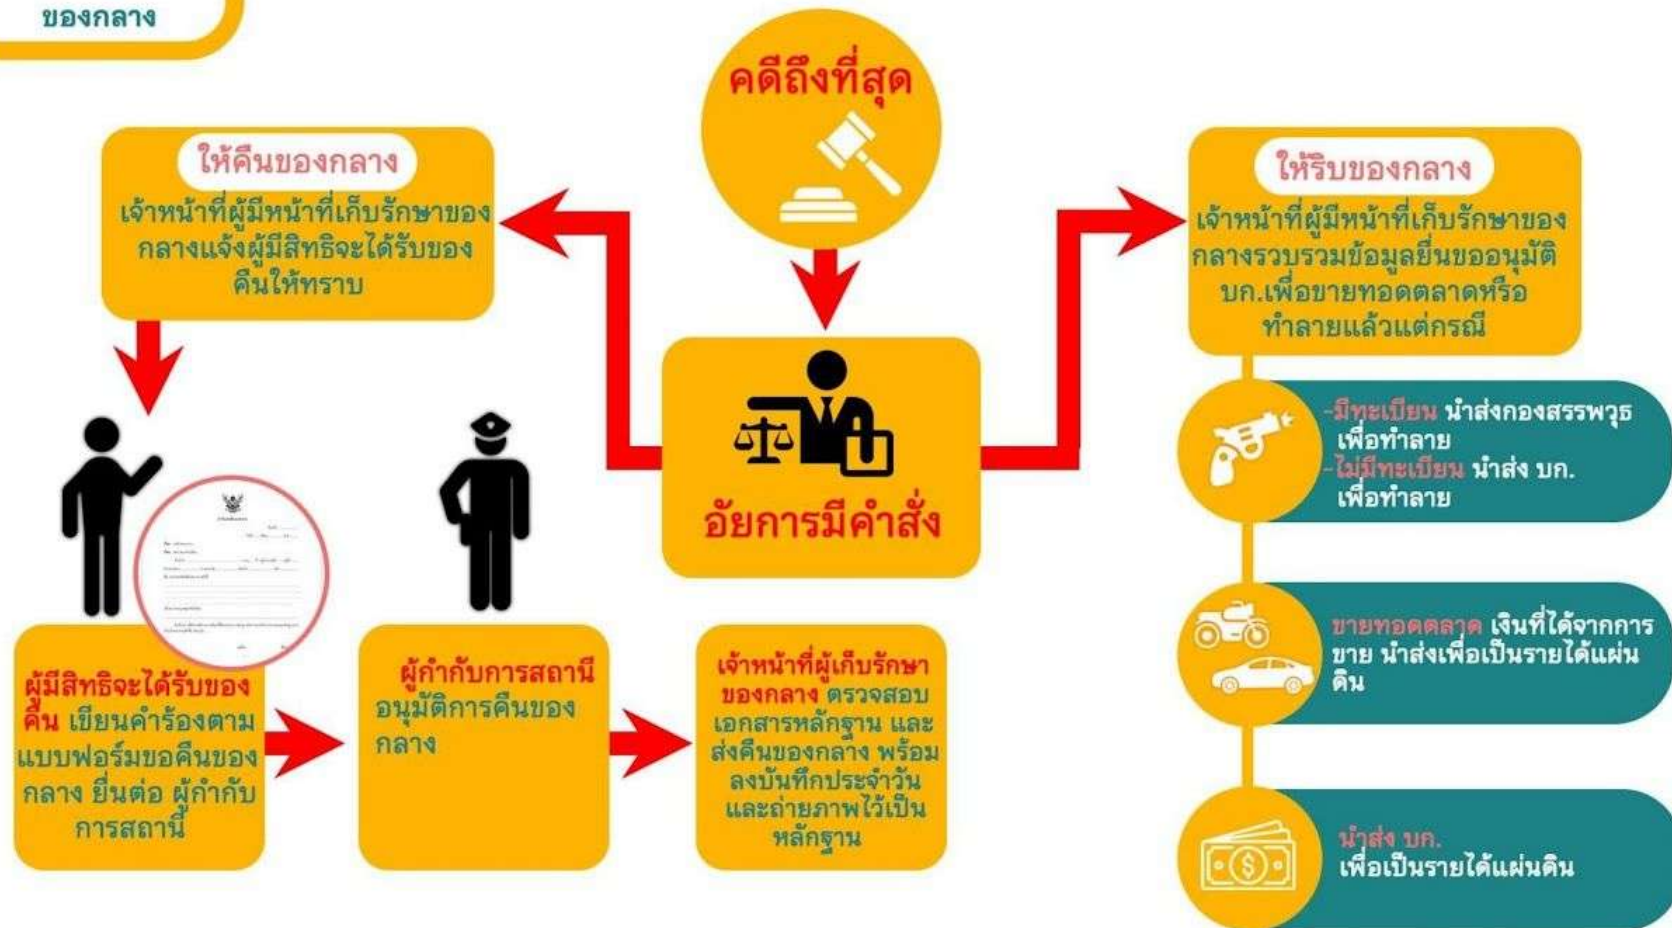 ของกลาง
คดีถึงที่สุด
อัยการมีคำสั่ง
ให้คืนของกลาง
เจ้าหน้าที่ผู้มีหน้าที่เก็บรักษาของ
กลางแจ้งผู้มีสิทธิจะได้รับของ
คืนให้ทราบ
ผู้มีสิทธิจะได้รับของ
คืน เขียนคำร้องตาม
แบบฟอร์มขอคืนของ
กลาง ยื่นต่อ ผู้กำกับ
การสถานี
ผู้กำกับการสถานี
อนุมัติการคืนของ
กลาง
เจ้าหน้าที่ผู้เก็บรักษา
ของกลาง ตรวจสอบ
เอกสารหลักฐาน และ
ส่งคืนของกลาง พร้อม
ลงบันทึกประจำวัน
และถ่ายภาพไว้เป็น
หลักฐาน
ให้ริบของกลาง
เจ้าหน้าที่ผู้มีหน้าที่เก็บรักษาของ
กลางรวบรวมข้อมูลยื่นขออนุมัติ
บก.เพื่อขายทอดตลาดหรือ
ทำลายแล้วแต่กรณี
-มีทะเบียน นำส่งกองสรรพวุธ
เพื่อทำลาย
-ไม่มีทะเบียน นำส่ง บก.
เพื่อทำลาย
ขายทอดตลาด เงินที่ได้จากการ
ขาย นำส่งเพื่อเป็นรายได้แผ่น
ดิน
นำส่ง บก.
เพื่อเป็นรายได้แผ่นดิน